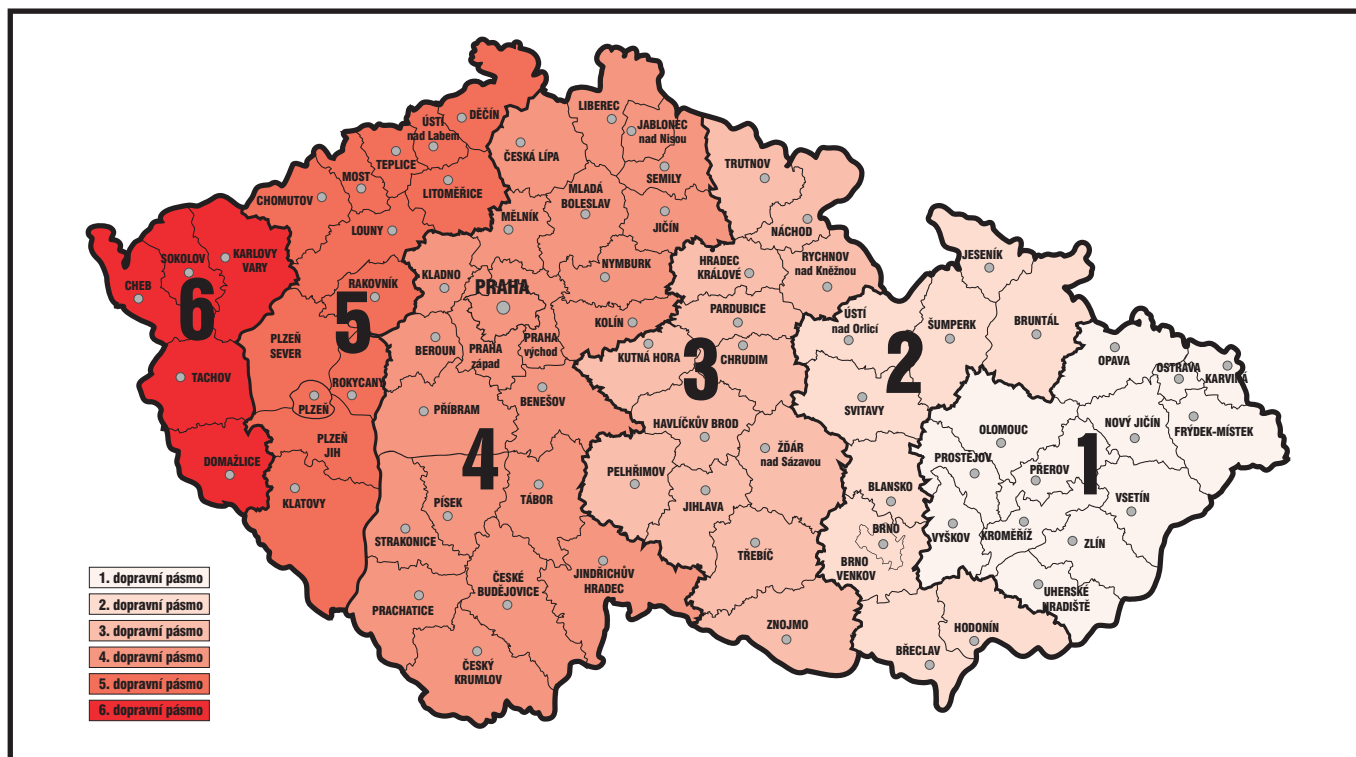 DĚČÍN
ÚSTÍ
nad Labem
TEPLICE
MOST
CHOMUTOV
LITOMĚŘICE
LOUNY
LIBEREC
JABLONEC
nad Nisou
ČESKÁ LÍPA
SEMILY
MLADÁ
BOLESLAV
MĚLNÍK
JIČÍN
TRUTNOV
NÁCHOD
RYCHNOV
nad Kněžnou
HRADEC
KRÁLOVÉ
PARDUBICE
SOKOLOV
KARLOVY
VARY
CHEB
6
TACHOV
DOMAŽLICE
RAKOVNÍK
5
PLZEŇ
SEVER
ROKYCANY
PLZEŇ
PLZEŇ
JIH
KLATOVY
KLADNO
PRAHA
NYMBURK
KOLÍN
BEROUN
PRAHA
západ
PRAHA
východ
BENEŠOV
PŘÍBRAM
4
PÍSEK
TÁBOR
STRAKONICE
PRACHATICE
ČESKÉ
BUDĚJOVICE
JINDŘICHŮV
HRADEC
ČESKÝ
KRUMLOV
KUTNÁ HORA
3
CHRUDIM
HAVLÍČKŮV BROD
PELHŘIMOV
ŽĎÁR
nad Sázavou
JIHLAVA
TŘEBÍČ
ZNOJMO
JESENÍK
ÚSTÍ
nad Orlicí
ŠUMPERK
BRUNTÁL
2
SVITAVY
BLANSKO
BRNO
BRNO
VENKOV
BŘECLAV
HODONÍN
OPAVA
OSTRAVA
KARVINÁ
NOVÝ JIČÍN
FRÝDEK-MÍSTEK
OLOMOUC
PROSTĚJOV
PŘEROV
1
VSETÍN
VYŠKOV
KROMĚŘÍŽ
ZLÍN
UHERSKÉ
HRADIŠTĚ
1. dopravní pásmo
2. dopravní pásmo
3. dopravní pásmo
4. dopravní pásmo
5. dopravní pásmo
6. dopravní pásmo